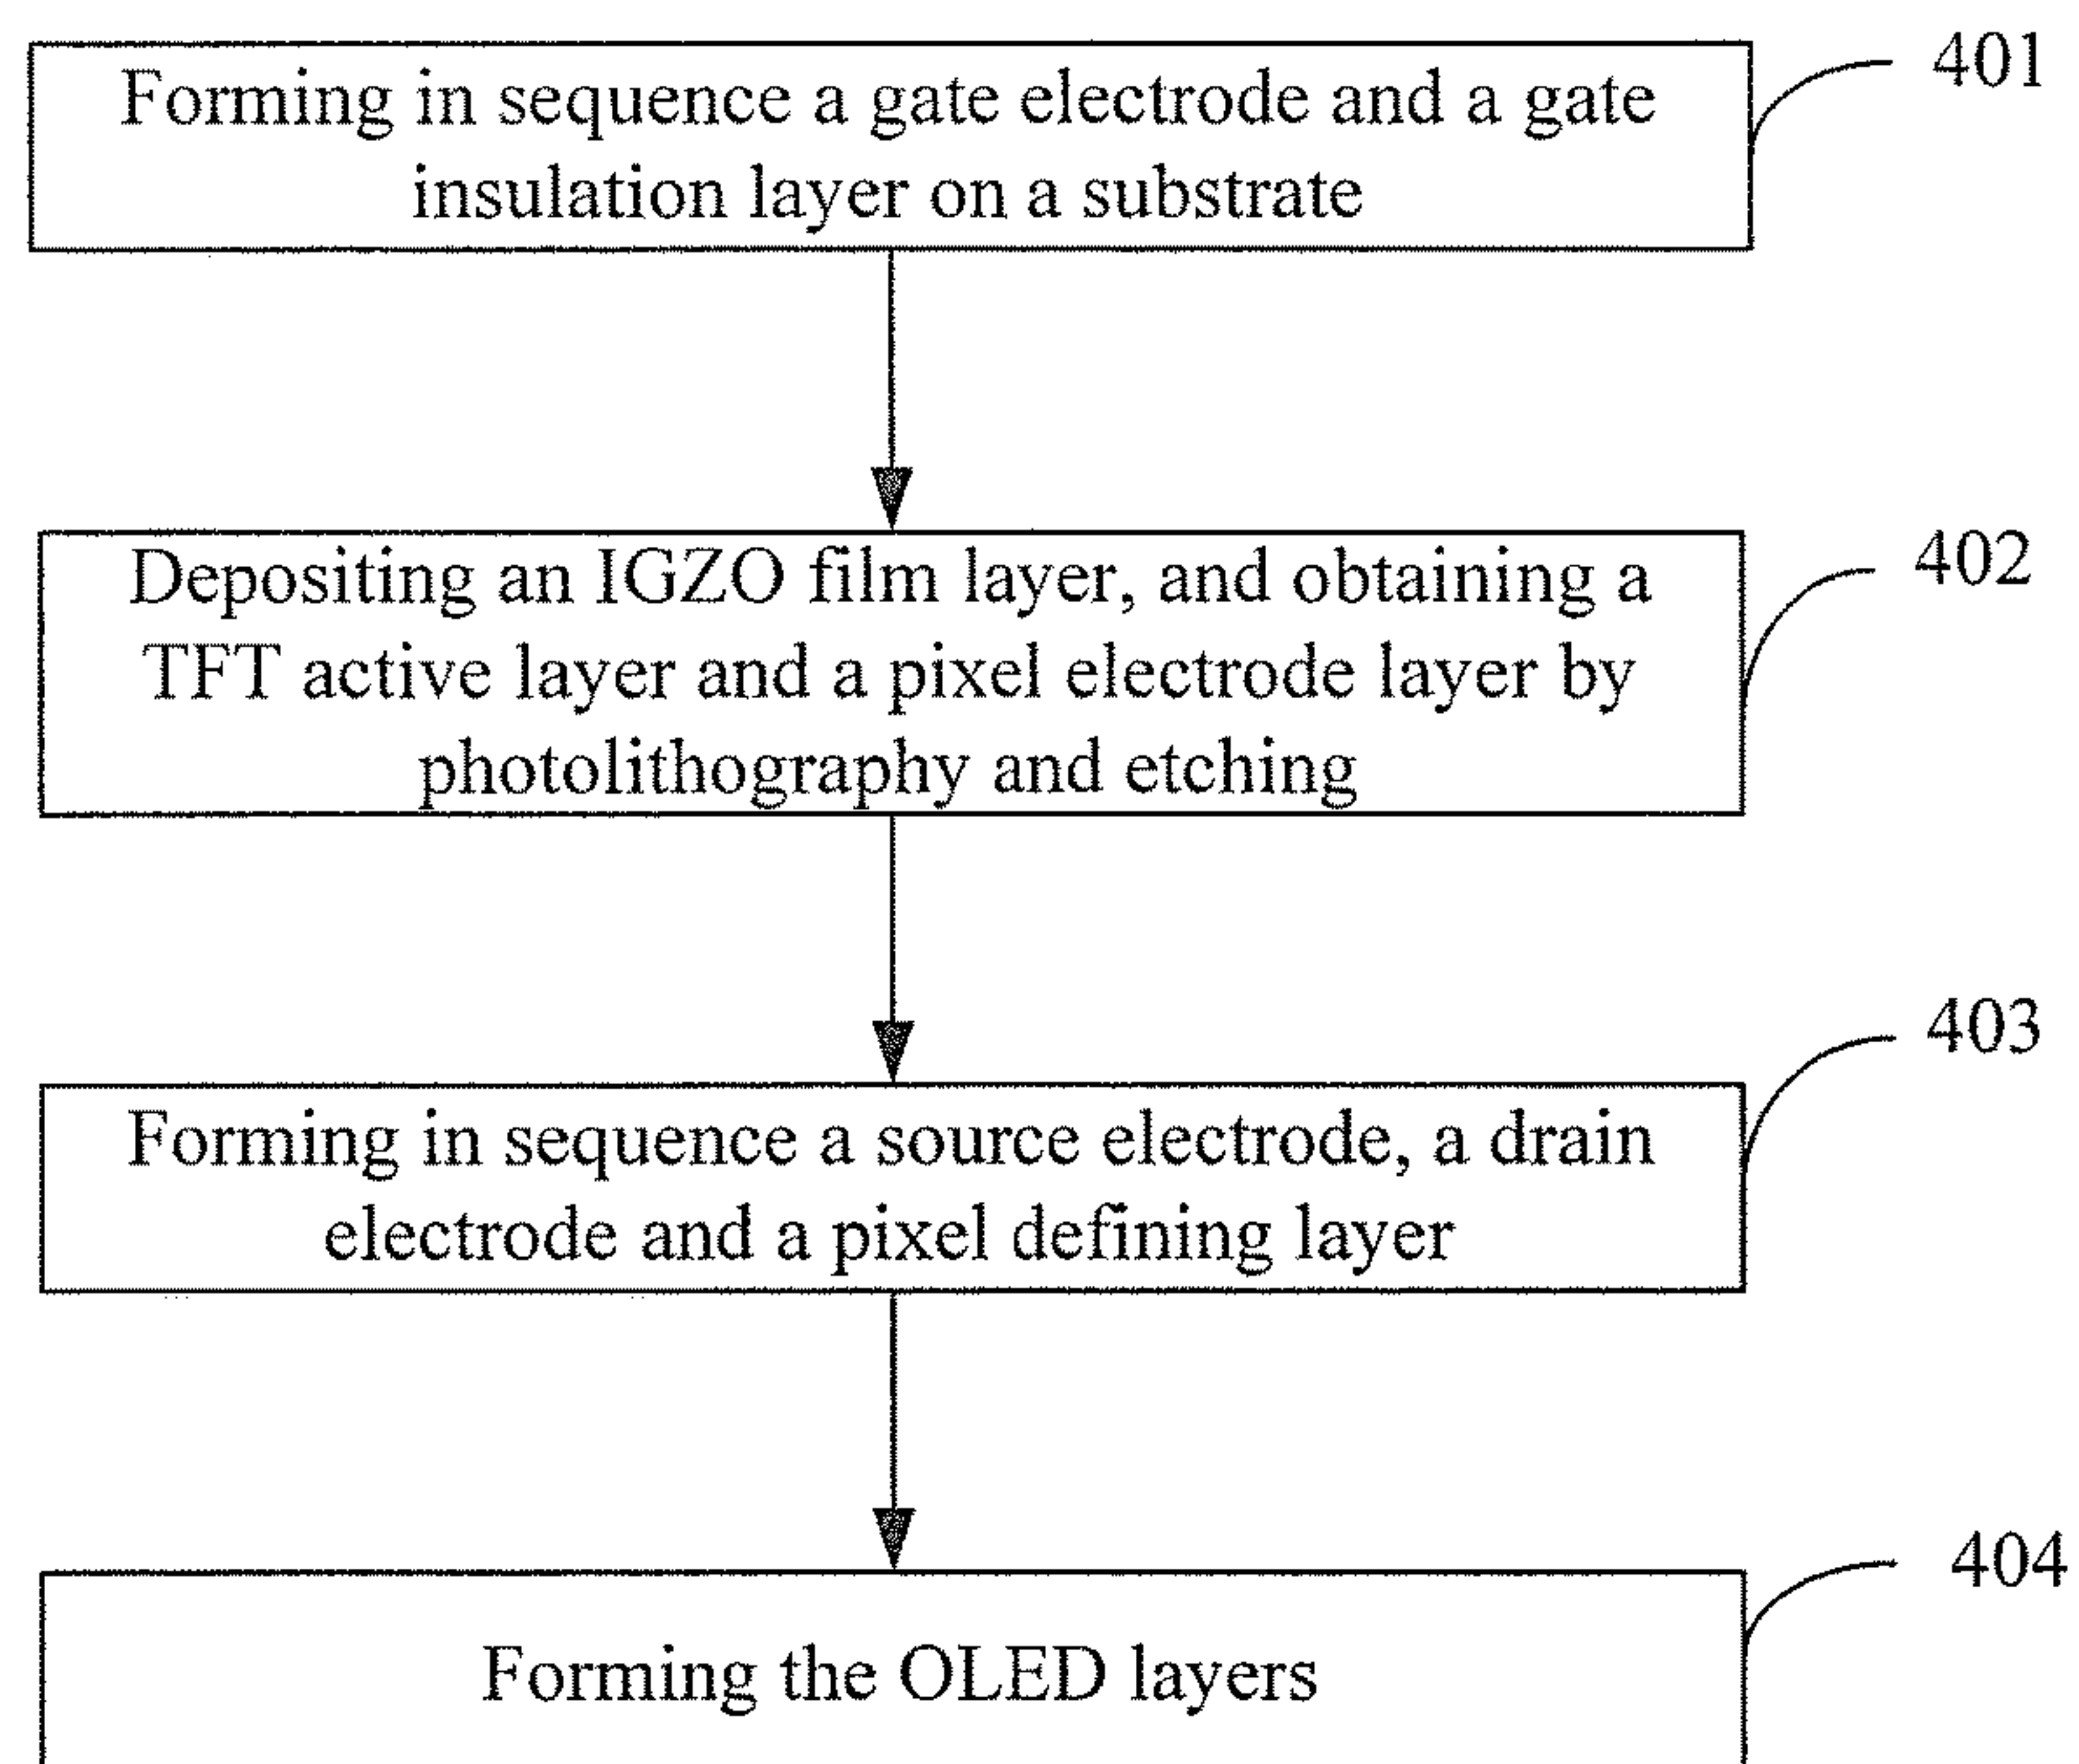 Forming in sequence a gate electrode and a gate
insulation layer on a substrate
401
Depositing an IGZO film layer, and obtaining a
TFT active layer and a pixel electrode layer by
photolithography and etching
402
Forming in sequence a source electrode, a drain
electrode and a pixel defining layer
403
Forming the OLED layers
404